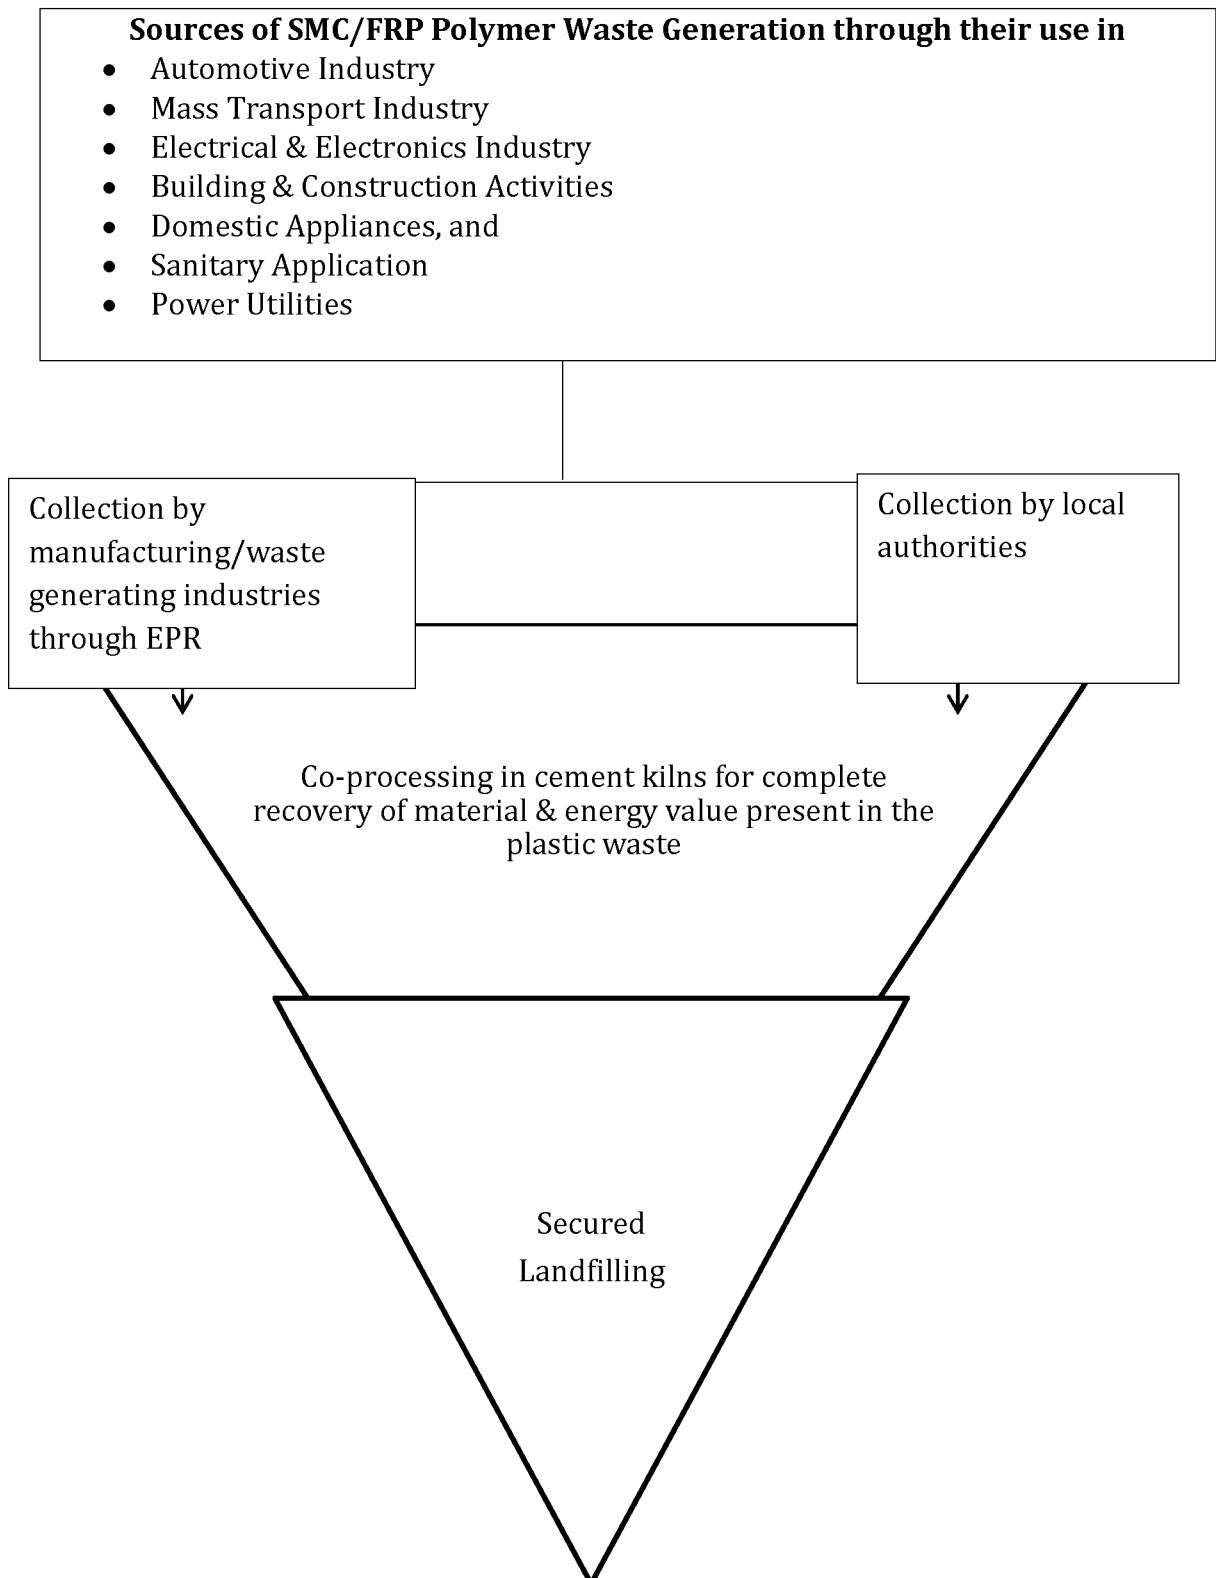 Sources of SMC/FRP Polymer Waste Generation through their use in
• Automotive Industry
• Mass Transport Industry
• Electrical & Electronics Industry
• Building & Construction Activities
• Domestic Appliances, and
• Sanitary Application
• Power Utilities
Collection by
manufacturing/waste
generating industries
through EPR
Collection by local
authorities
Co-processing in cement kilns for complete
recovery of material & energy value present in the
plastic waste
Secured
Landfilling